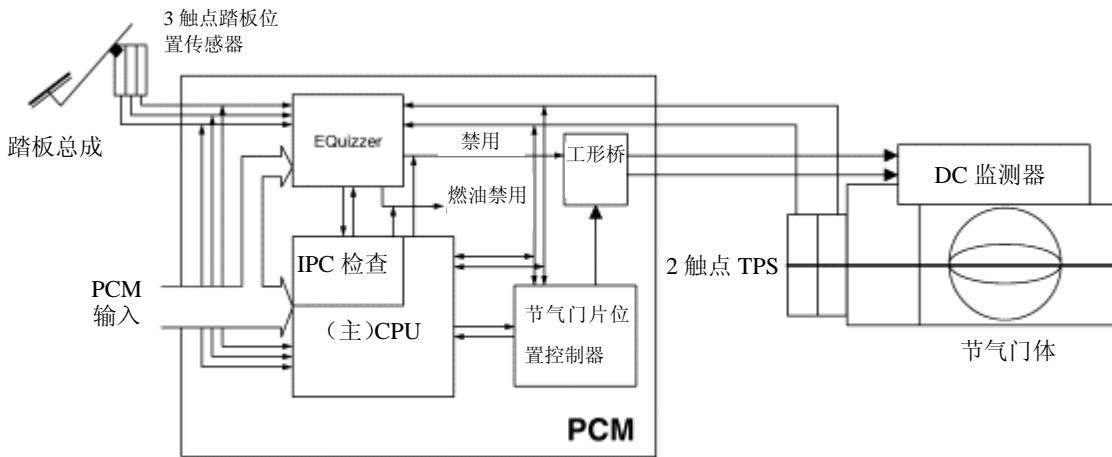 3 触点踏板位
置传感器
踏板总成
EQuizzer
禁用
工形桥
DC 监测器
燃油禁用
IPC 检查
2 触点 TPS
PCM
输入
（主）CPU
节气门片位
置控制器
节气门体
PCM